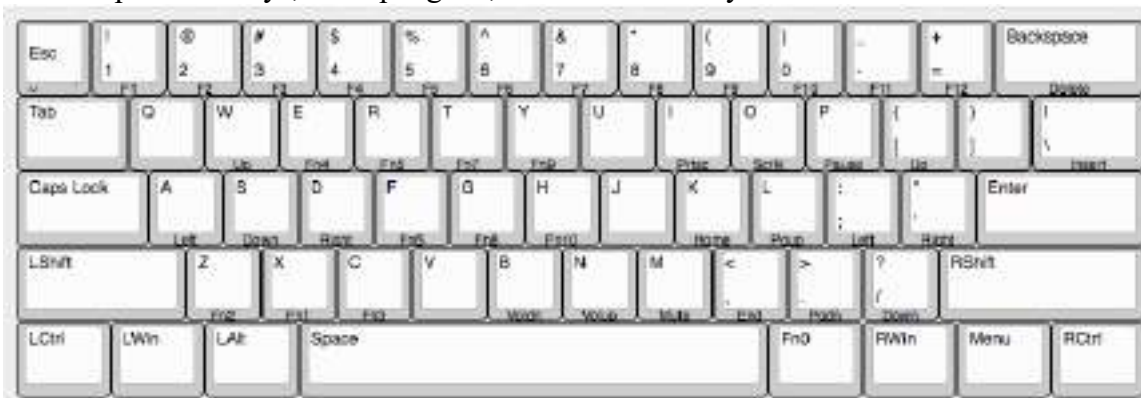 Esc ! @ # $ % ^ & * ( ) _ + Backspace
1 2 3 4 5 6 7 8 9 0 - =
F1 F2 F3 F4 F5 F6 F7 F8 F9 F10 F11 F12 Delete
Tab Q W E R T Y U I O P { } |
[ ] \
Up Fn4 Fn6 Fn7 Fn9 Prtsc Scrlk Pause Up Insert
Caps Lock A S D F G H J K L : " Enter
; '
Left Down Right Fn5 Fn8 Fn10 Home Pgup Left Right
LShift Z X C V B N M < > ? RShift
, . /
Fn2 Fn1 Fn3 Voldn Volup Mute End Pgdn Down
LCtrl LWin LAlt Space Fn0 RWin Menu RCtrl